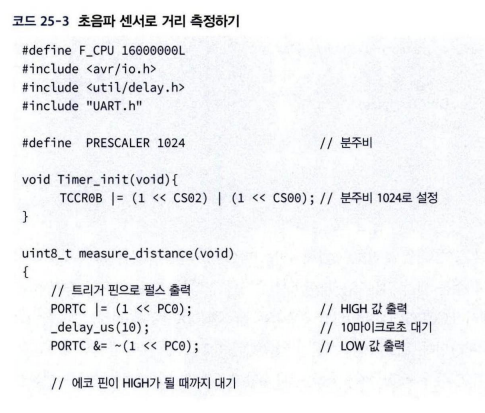 코드 25-3 초음파 센서로 거리 측정하기
#define F_CPU 16000000L
#include <avr/io.h>
#include <util/delay.h>
#include "UART.h"
#define  PRESCALER 1024 // 분주비
void Timer_init(void){
TCCR0B |= (1 << CS02) | (1 << CS00); // 분주비 1024로 설정
}
uint8_t measure_distance(void)
{
// 트리거 핀으로 펄스 출력
PORTC |= (1 << PC0); // HIGH 값 출력
_delay_us(10); // 10마이크로초 대기
PORTC &= ~(1 << PC0); // LOW 값 출력
// 에코 핀이 HIGH가 될 때까지 대기